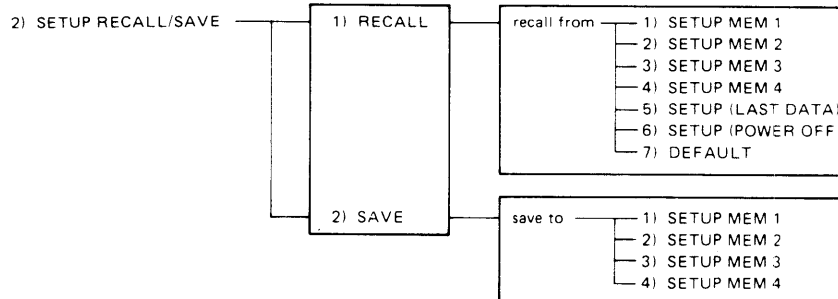 2) SETUP RECALL/SAVE
1) RECALL
recall from
1) SETUP MEM 1
2) SETUP MEM 2
3) SETUP MEM 3
4) SETUP MEM 4
5) SETUP (LAST DATA)
6) SETUP (POWER OFF
7) DEFAULT
2) SAVE
save to
1) SETUP MEM 1
2) SETUP MEM 2
3) SETUP MEM 3
4) SETUP MEM 4